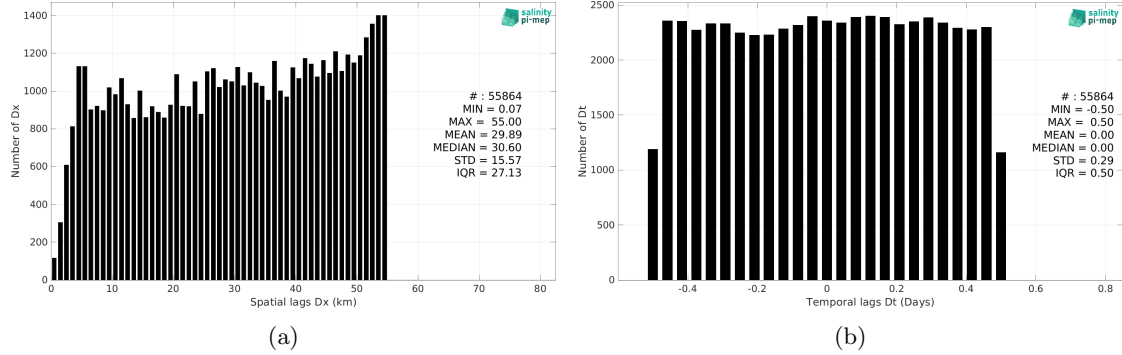 1400
1200
1000
800
600
400
200
0
Number of Dx
0 10 20 30 40 50 60 70 80
Spatial lags Dx (km)
salinity
pi-mep
# : 55864
MIN = 0.07
MAX = 55.00
MEAN = 29.89
MEDIAN = 30.60
STD = 15.57
IQR = 27.13
(a)
2500
2000
1500
1000
500
0
Number of Dt
-0.4 -0.2 0 0.2 0.4 0.6 0.8
Temporal lags Dt (Days)
salinity
pi-mep
# : 55864
MIN = -0.50
MAX = 0.50
MEAN = 0.00
MEDIAN = 0.00
STD = 0.29
IQR = 0.50
(b)